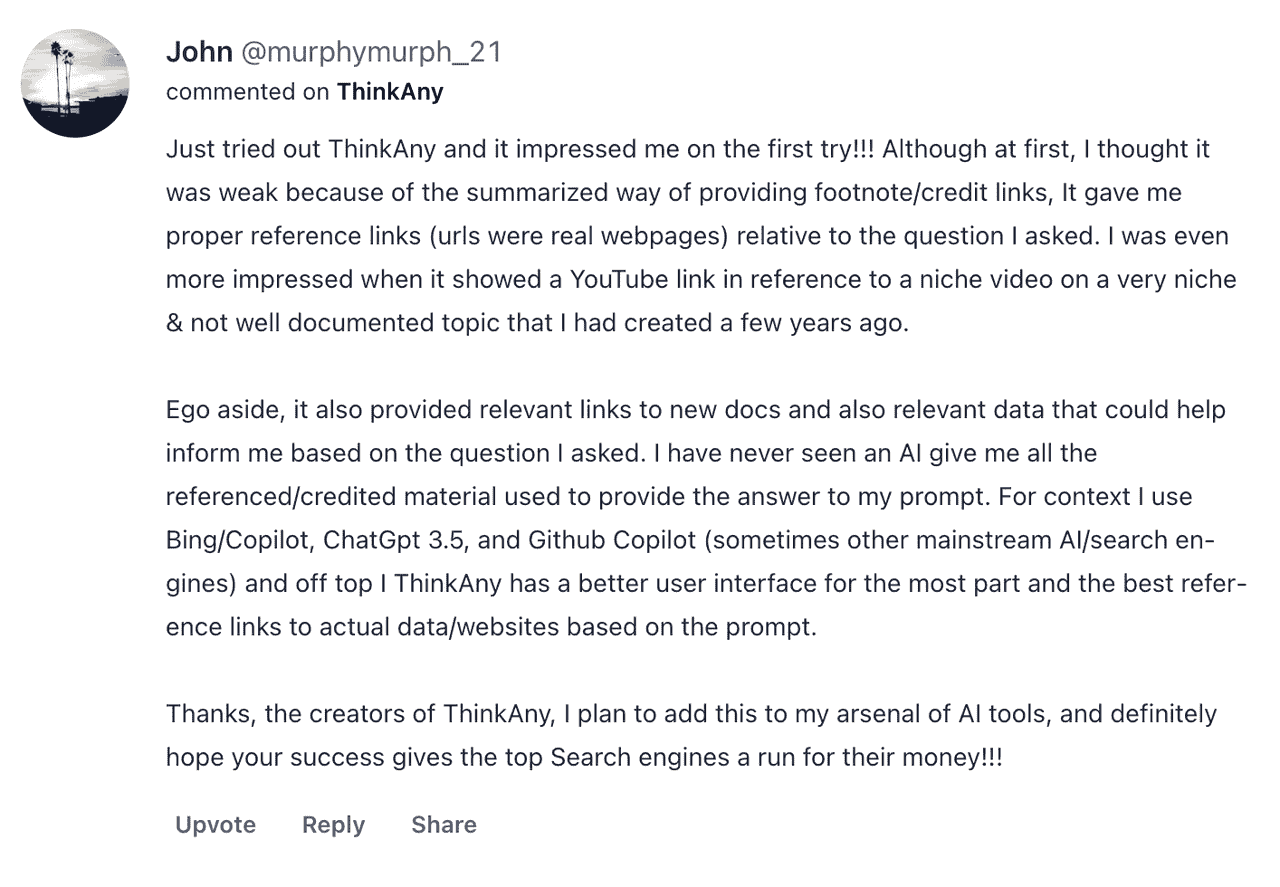 John @murphymurph_21
commented on ThinkAny
Just tried out ThinkAny and it impressed me on the first try!!! Although at first, I thought it
was weak because of the summarized way of providing footnote/credit links, It gave me
proper reference links (urls were real webpages) relative to the question I asked. I was even
more impressed when it showed a YouTube link in reference to a niche video on a very niche
& not well documented topic that I had created a few years ago.
Ego aside, it also provided relevant links to new docs and also relevant data that could help
inform me based on the question I asked. I have never seen an AI give me all the
referenced/credited material used to provide the answer to my prompt. For context I use
Bing/Copilot, ChatGpt 3.5, and Github Copilot (sometimes other mainstream AI/search en-
gines) and off top I ThinkAny has a better user interface for the most part and the best refer-
ence links to actual data/websites based on the prompt.
Thanks, the creators of ThinkAny, I plan to add this to my arsenal of AI tools, and definitely
hope your success gives the top Search engines a run for their money!!!
Upvote Reply Share